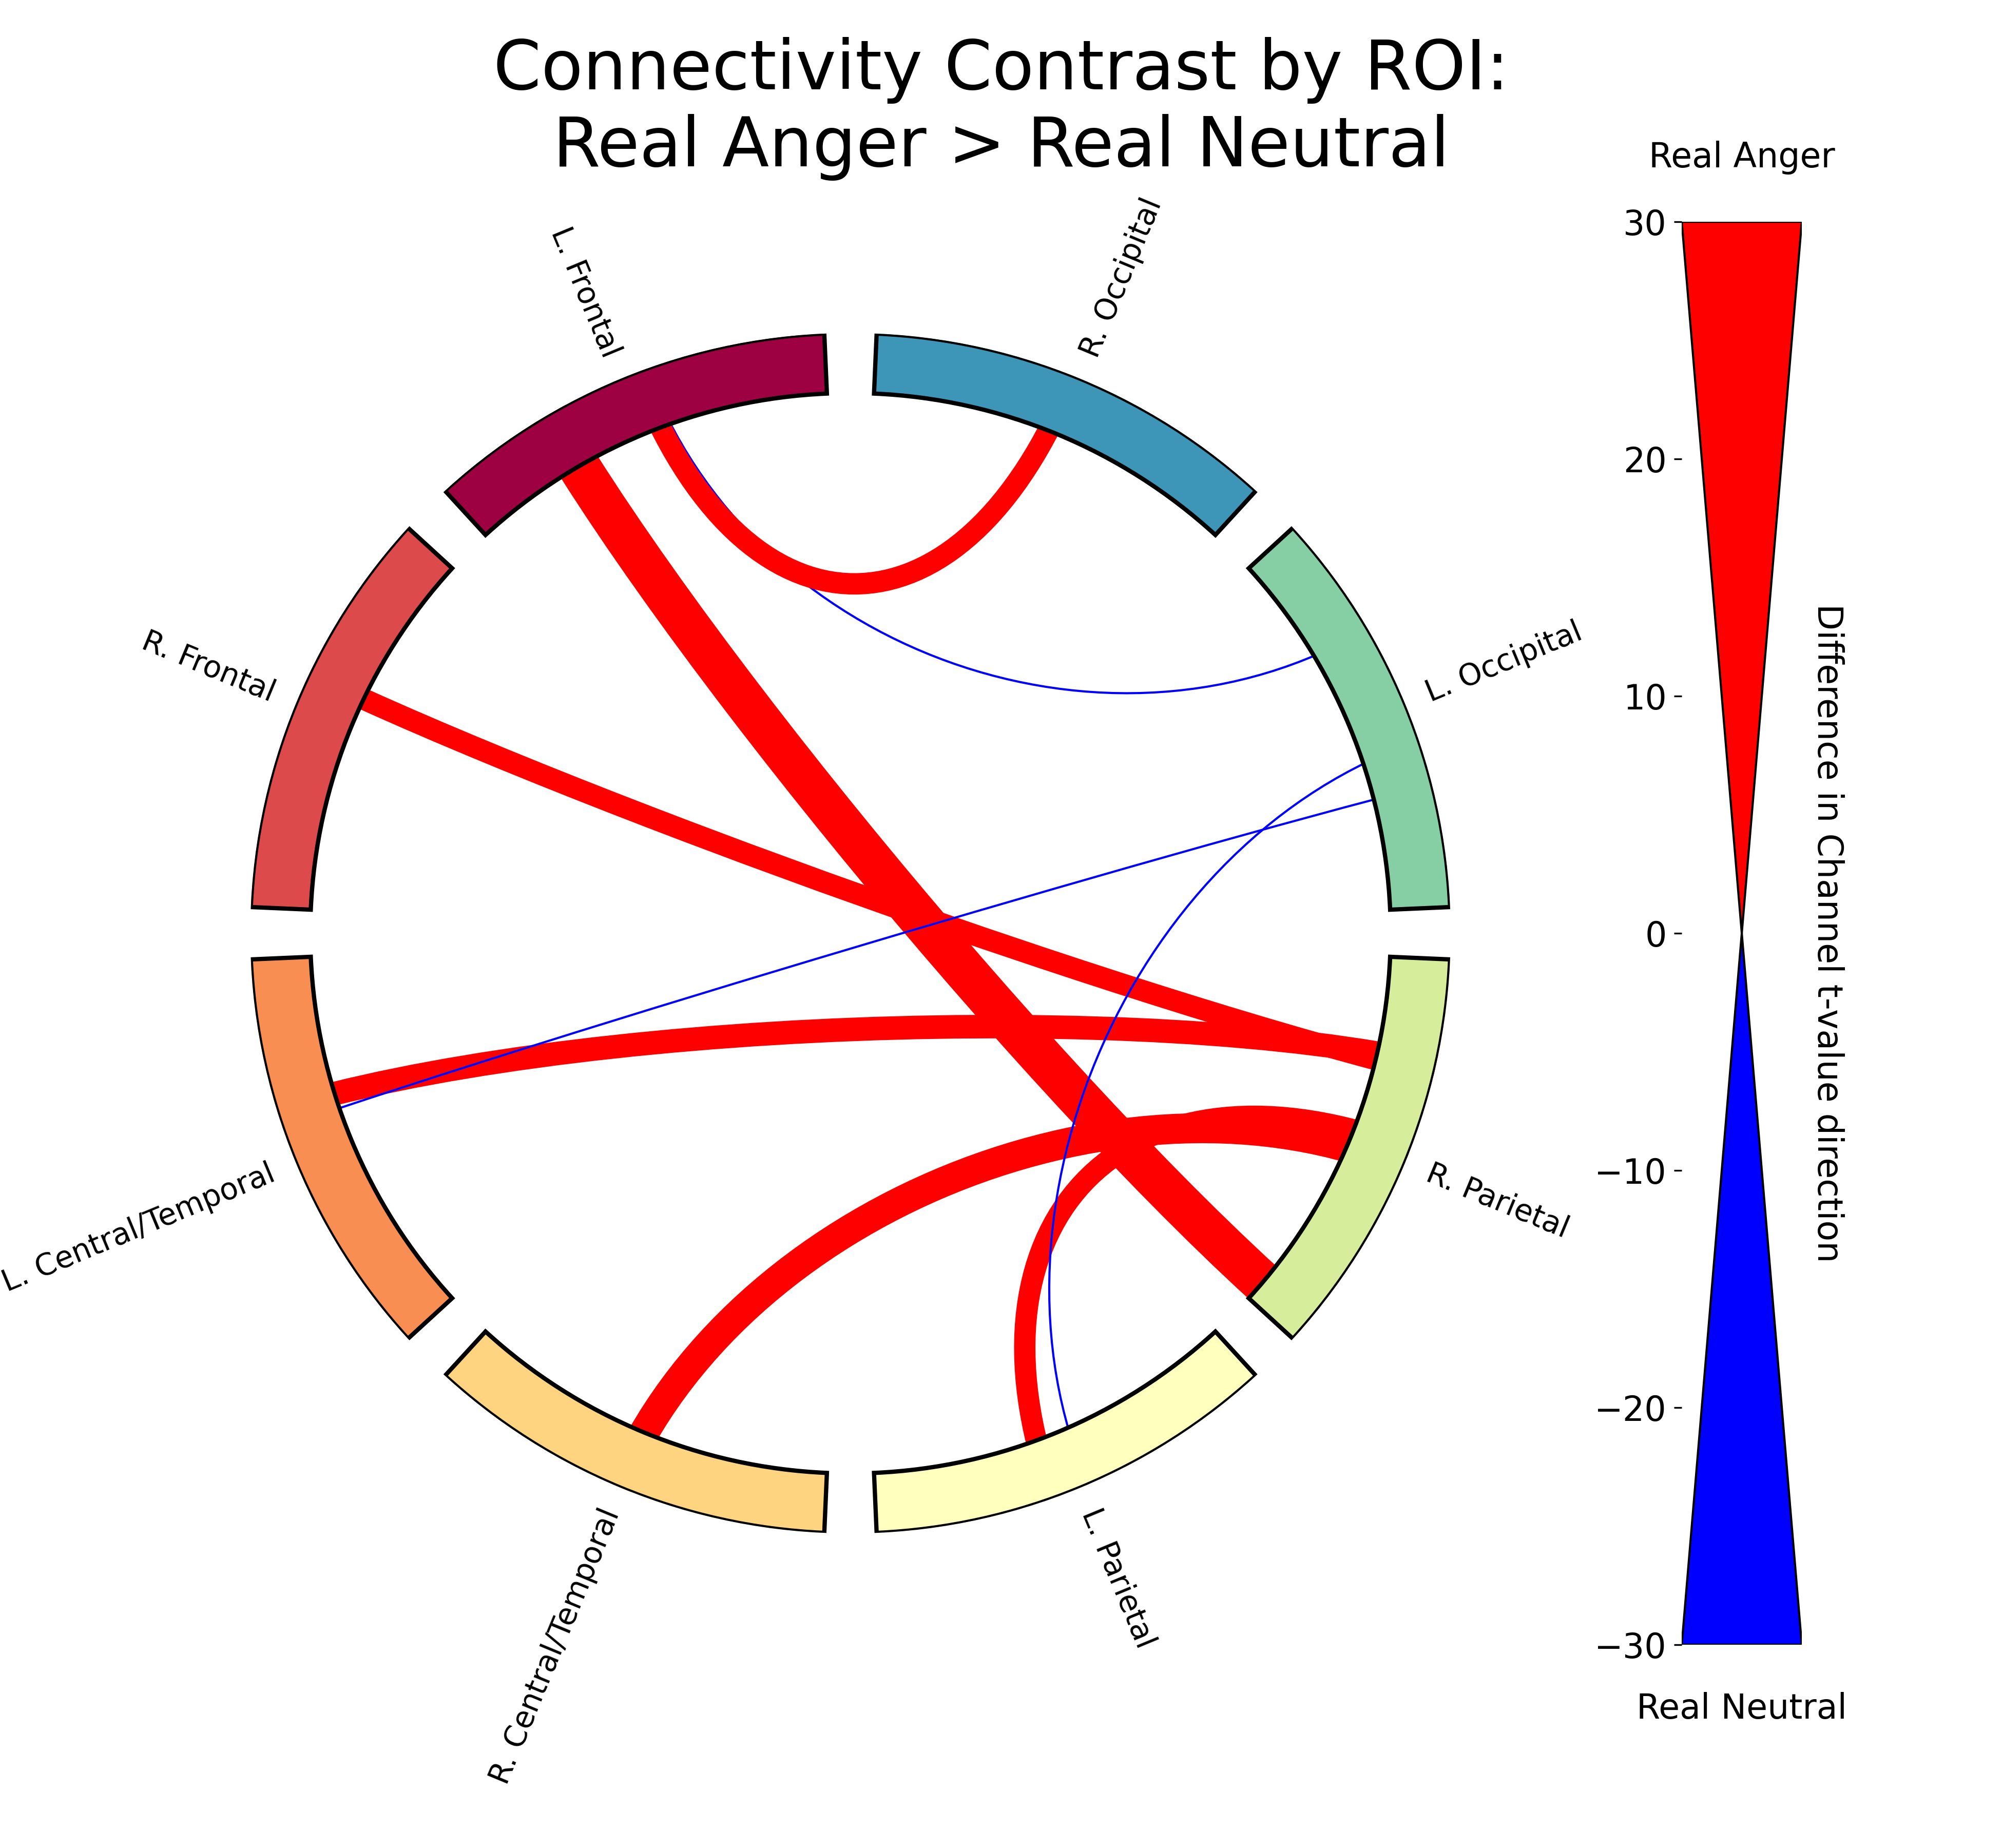 Connectivity Contrast by ROI:
Real Anger > Real Neutral
L. Frontal
R. Occipital
R. Frontal
L. Occipital
L. Central/Temporal
R. Parietal
R. Central/Temporal
L. Parietal
Real Anger
30
20
10
0
−10
−20
−30
Real Neutral
Difference in Channel t-value direction